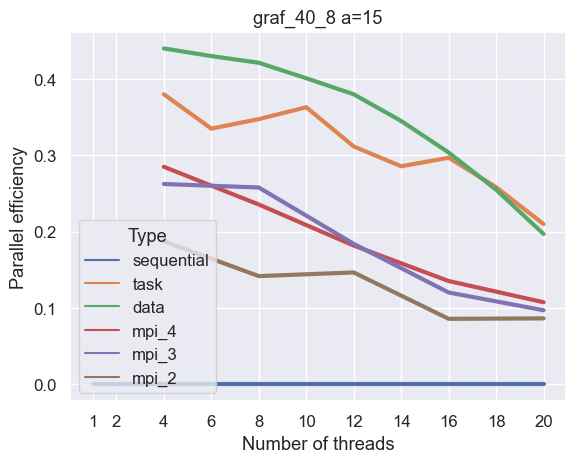 graf_40_8 a=15
Parallel efficiency
0.4
0.3
0.2
0.1
0.0
Type
sequential
task
data
mpi_4
mpi_3
mpi_2
1 2 4 6 8 10 12 14 16 18 20
Number of threads